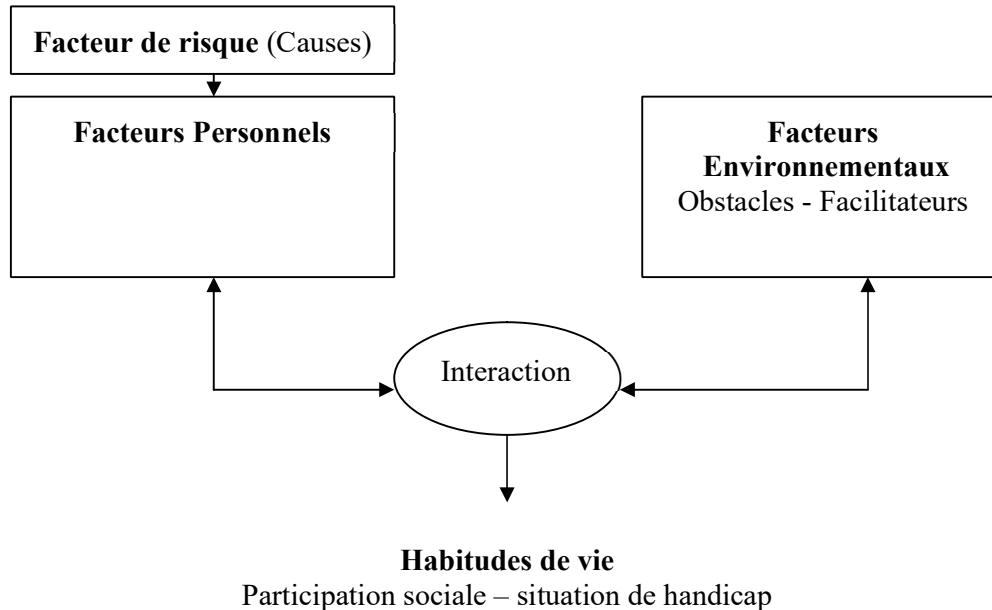 Facteur de risque (Causes)
Facteurs Personnels
Facteurs
Environnementaux
Obstacles - Facilitateurs
Interaction
Habitudes de vie
Participation sociale – situation de handicap